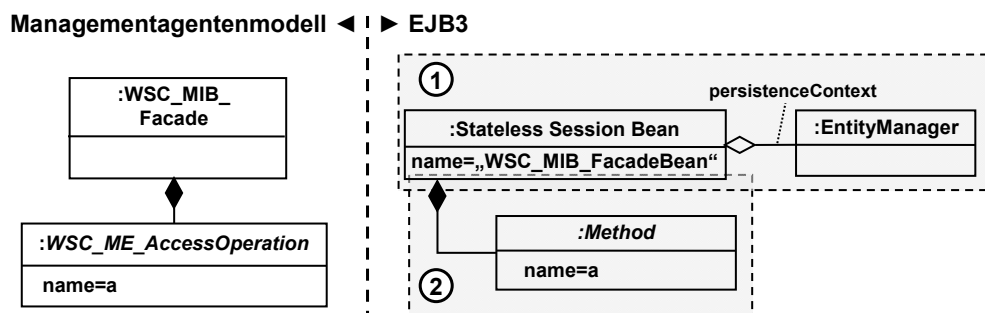 Managementagentenmodell ◄ ► EJB3
:WSC_MIB_
Facade
:WSC_ME_AccessOperation
name=a
1
persistenceContext
:Stateless Session Bean
name=„WSC_MIB_FacadeBean“
:EntityManager
:Method
name=a
2